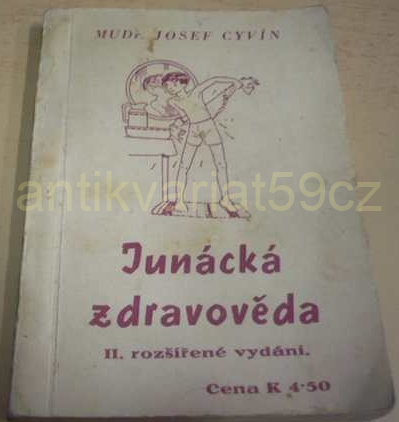 MUDr. JOSEF CYVÍN
antikvariat59cz
Junácká
zdravověda
II. rozšířené vydání.
Cena K 4·50